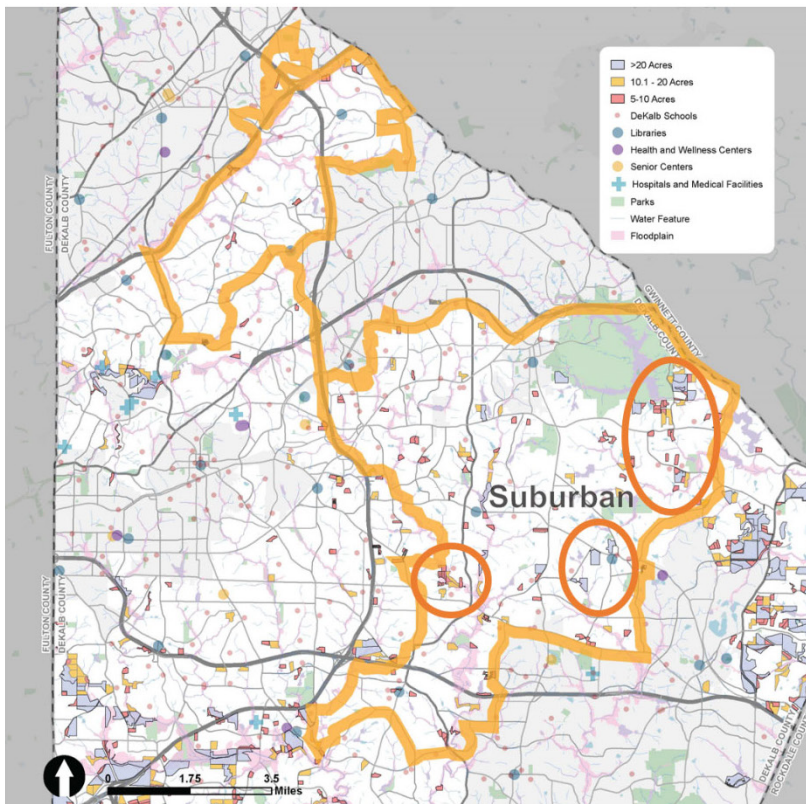 >20 Acres
10.1 - 20 Acres
5-10 Acres
DeKalb Schools
Libraries
Health and Wellness Centers
Senior Centers
Hospitals and Medical Facilities
Parks
Water Feature
Floodplain
FULTON COUNTY
DEKALB COUNTY
GWINNETT COUNTY
DEKALB COUNTY
Suburban
FULTON COUNTY
DEKALB COUNTY
DEKALB COUNTY
ROCKDALE COUNTY
0 1.75 3.5
Miles